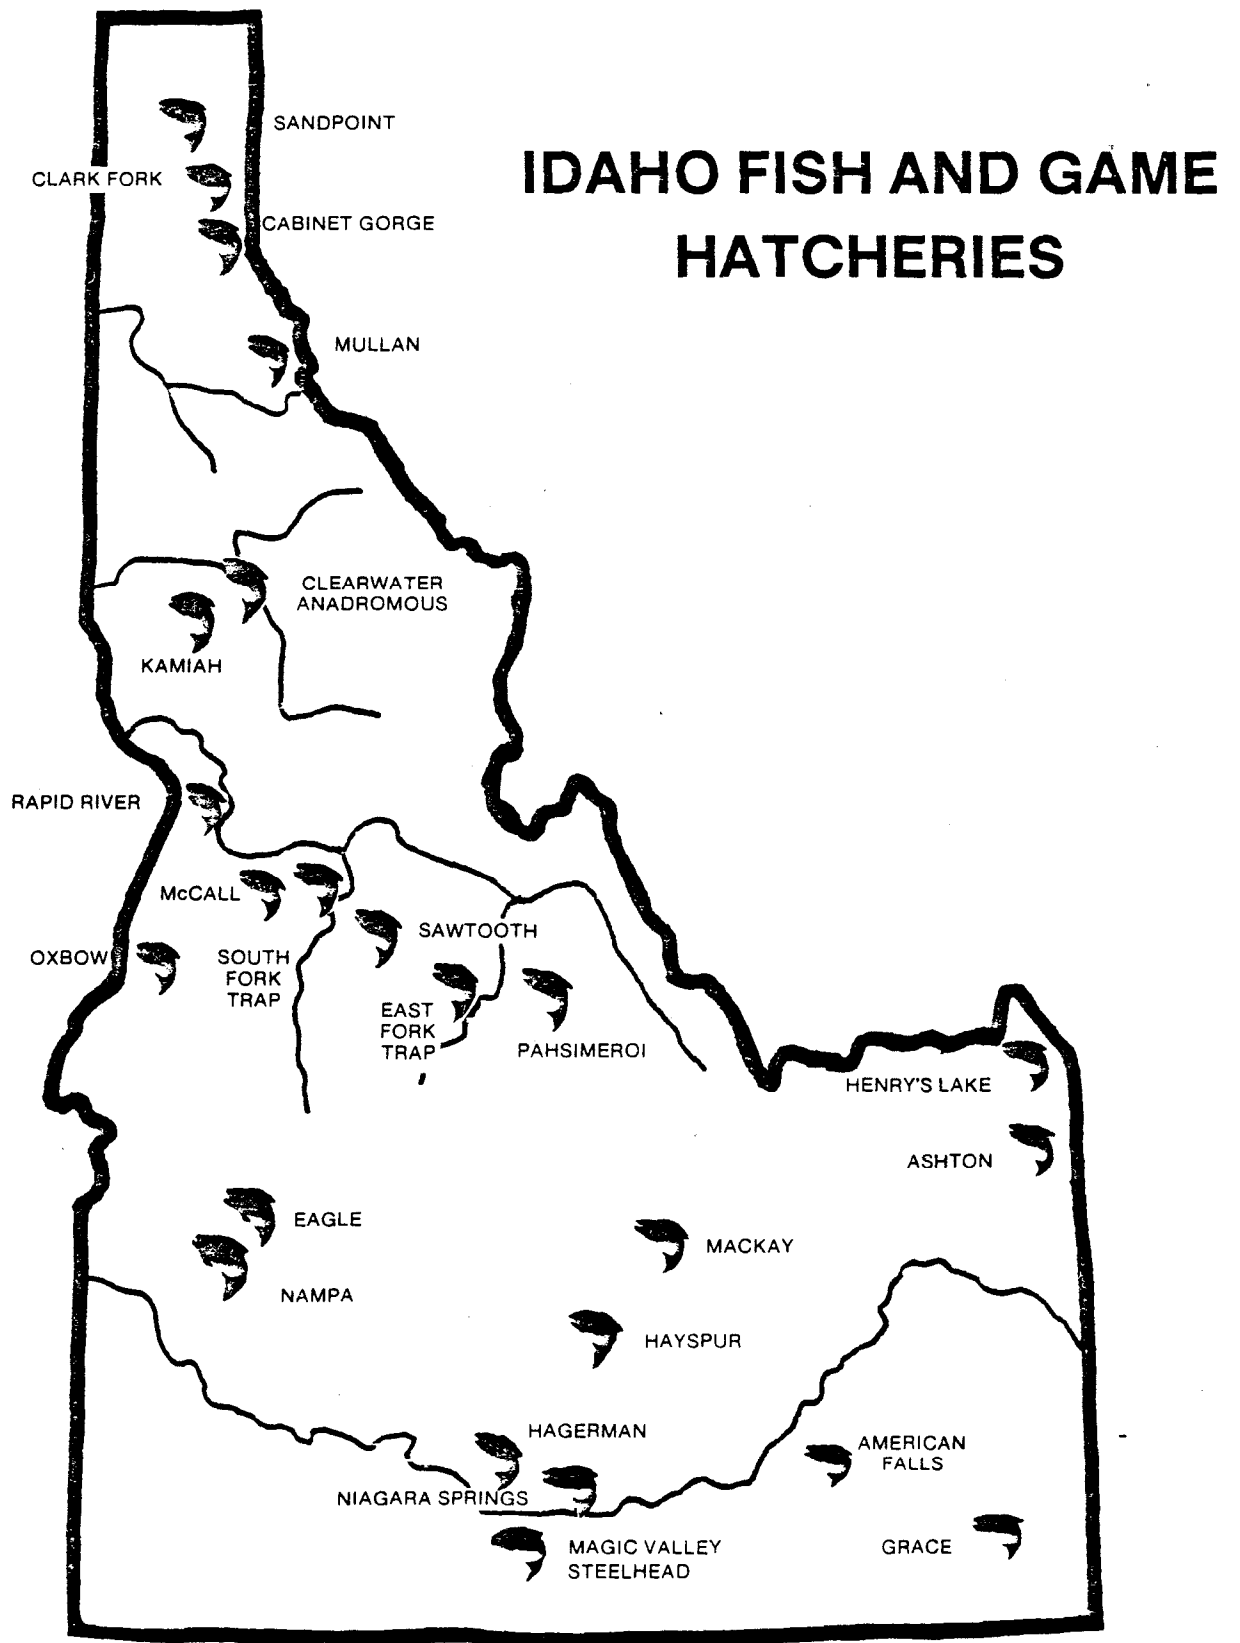 IDAHO FISH AND GAME
HATCHERIES
SANDPOINT
CLARK FORK
CABINET GORGE
MULLAN
CLEARWATER
ANADROMOUS
KAMIAH
RAPID RIVER
McCALL
SAWTOOTH
OXBOW
SOUTH
FORK
TRAP
EAST
FORK
TRAP
PAHSIMEROI
HENRY'S LAKE
ASHTON
EAGLE
MACKAY
NAMPA
HAYSPUR
HAGERMAN
AMERICAN
FALLS
NIAGARA SPRINGS
MAGIC VALLEY
STEELHEAD
GRACE